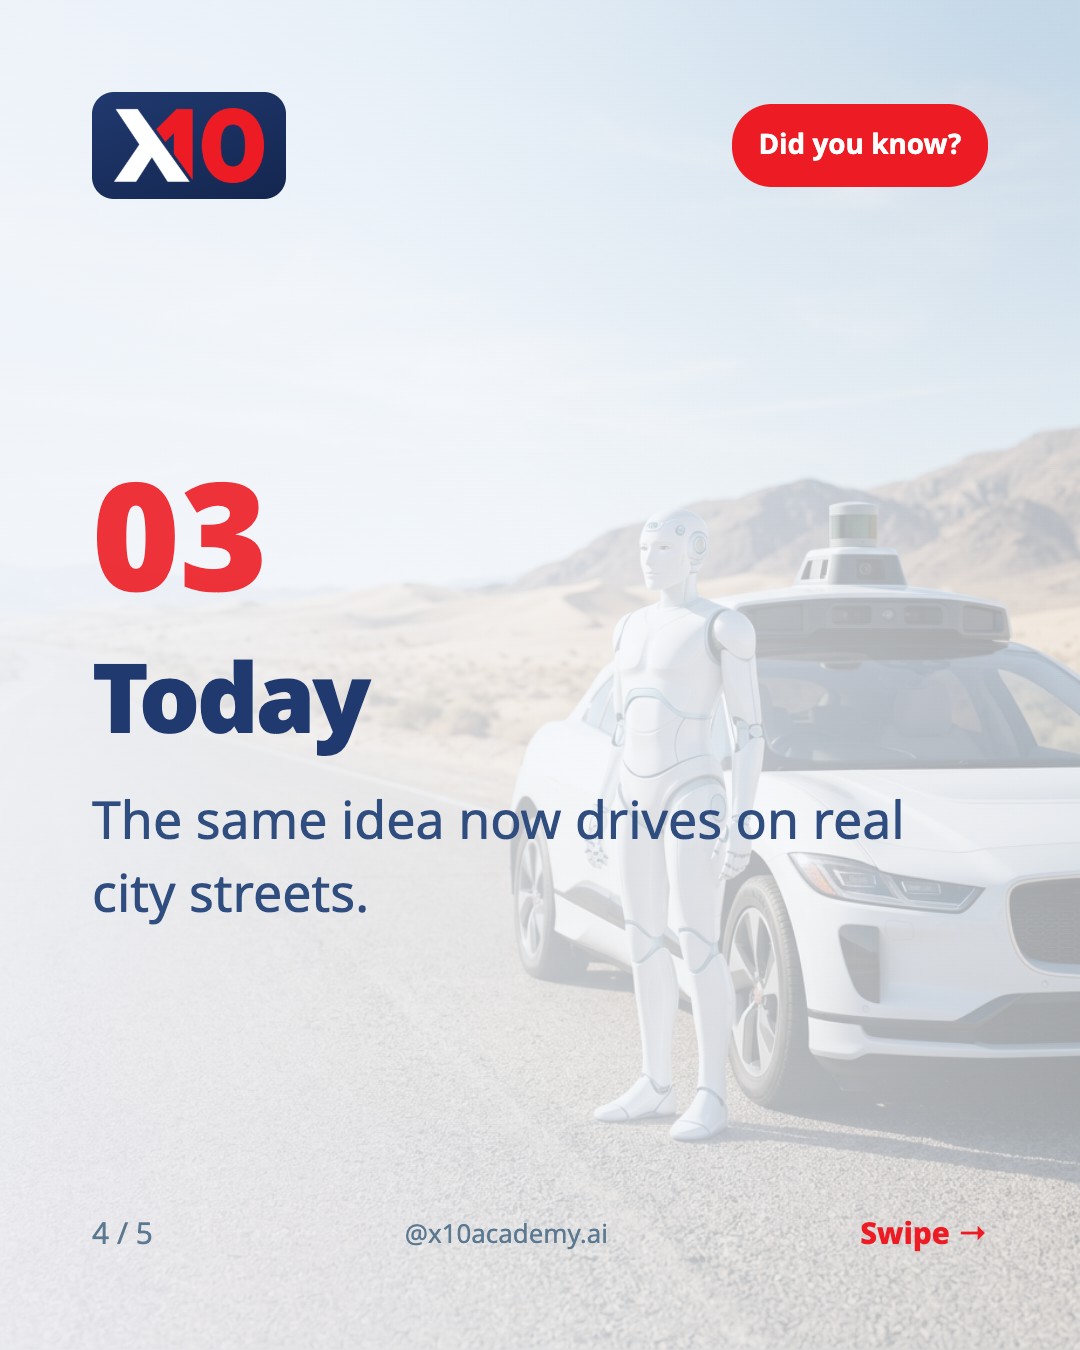 X10
Did you know?
03
Today
The same idea now drives on real
city streets.
4 / 5
@x10academy.ai
Swipe →